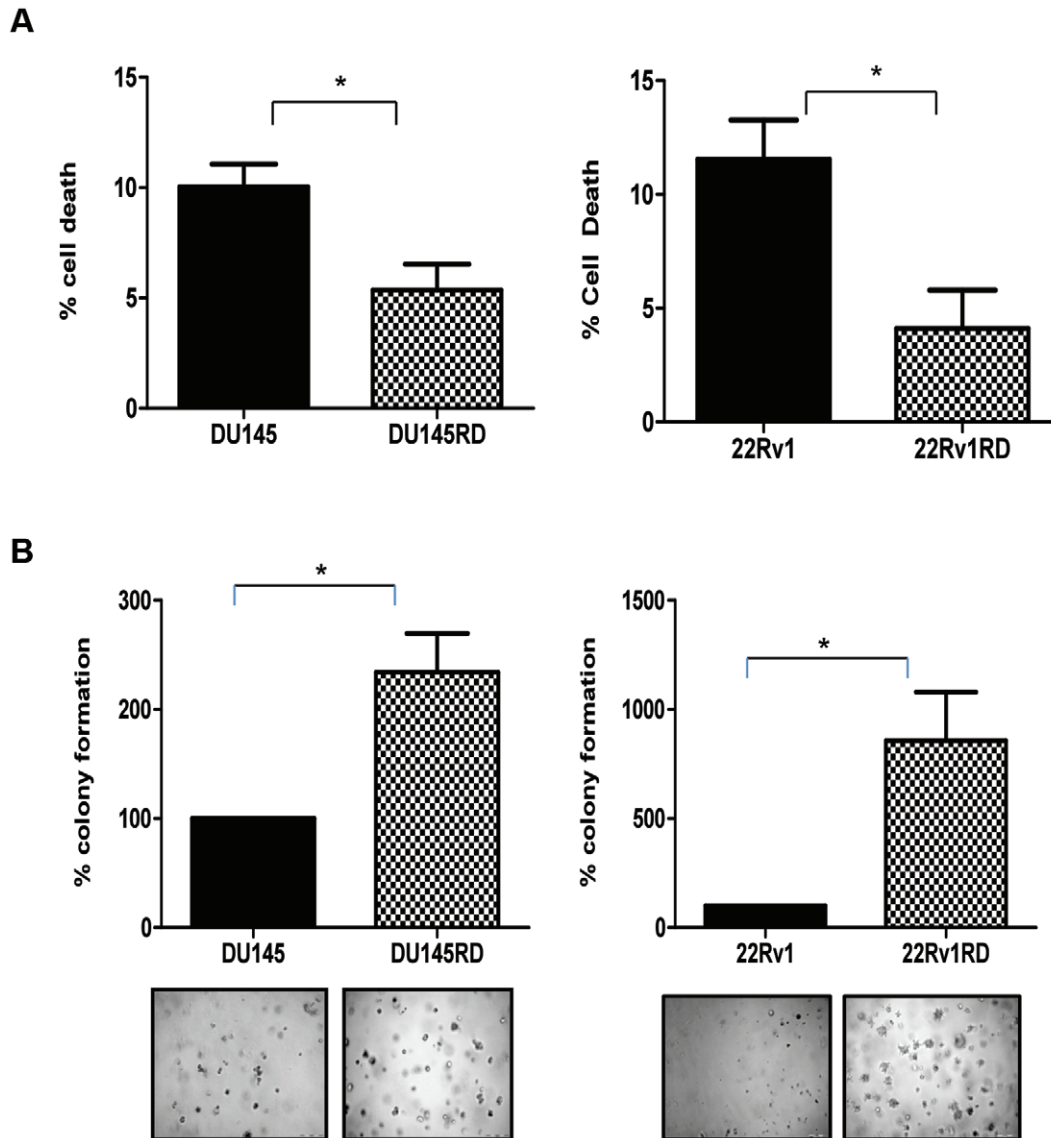 A
15
10
5
0
% cell death
*
DU145
DU145RD
15
10
5
0
% Cell Death
*
22Rv1
22Rv1RD
B
300
200
100
0
% colony formation
*
DU145
DU145RD
1500
1000
500
0
% colony formation
*
22Rv1
22Rv1RD